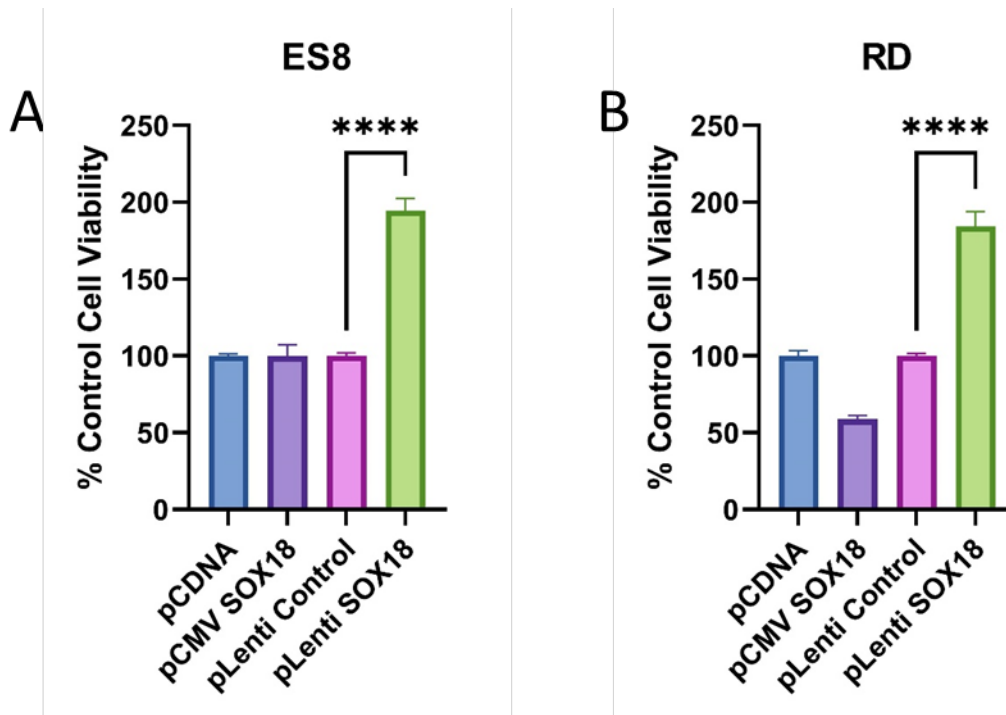 A
ES8
% Control Cell Viability
250
200
150
100
50
0
****
pCDNA
pCMV SOX18
pLenti Control
pLenti SOX18
B
RD
% Control Cell Viability
250
200
150
100
50
0
****
pCDNA
pCMV SOX18
pLenti Control
pLenti SOX18